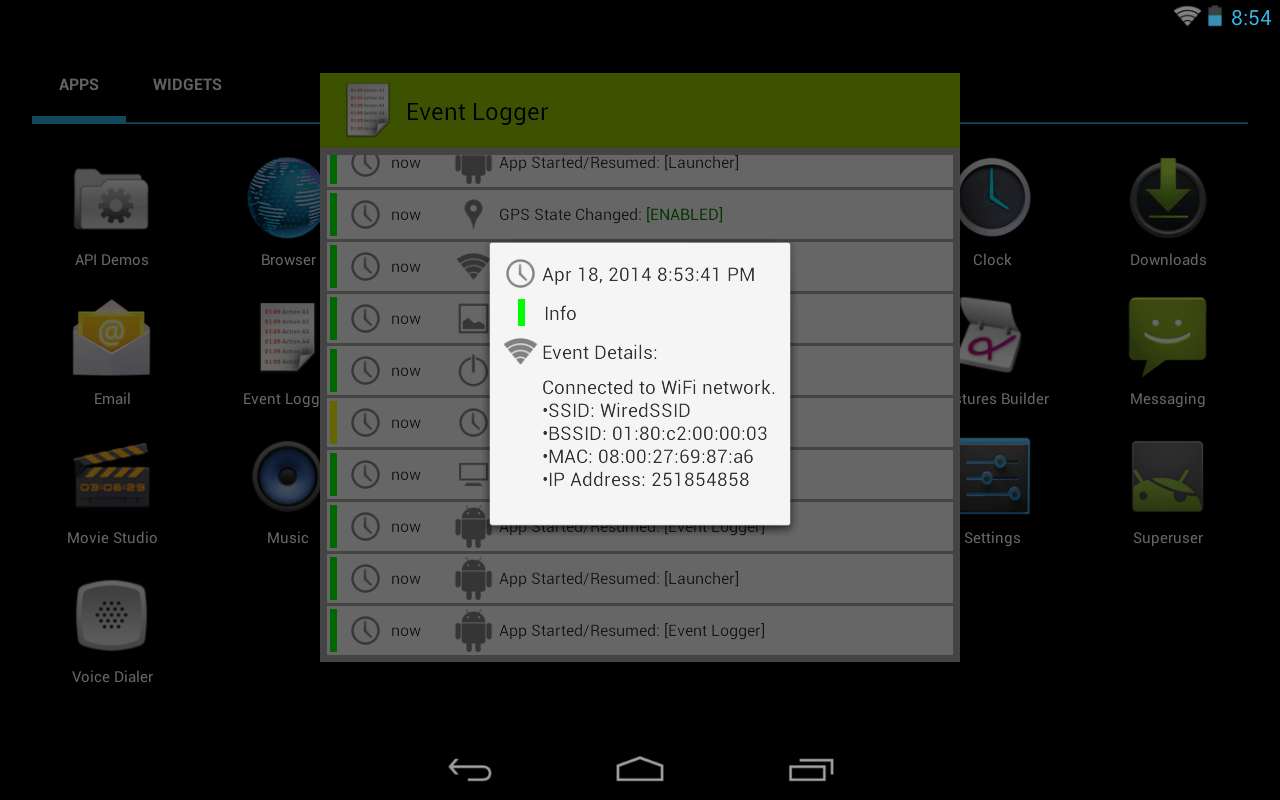 8:54
APPS WIDGETS
Event Logger
now App Started/Resumed: [Launcher]
now GPS State Changed: [ENABLED]
now
now
now
now
now
now App Started/Resumed: [Event Logger]
now App Started/Resumed: [Launcher]
now App Started/Resumed: [Event Logger]
Apr 18, 2014 8:53:41 PM
Info
Event Details:
Connected to WiFi network.
•SSID: WiredSSID
•BSSID: 01:80:c2:00:00:03
•MAC: 08:00:27:69:87:a6
•IP Address: 251854858
API Demos Browser Clock Downloads
Email Event Logg stures Builder Messaging
Movie Studio Music Settings Superuser
Voice Dialer